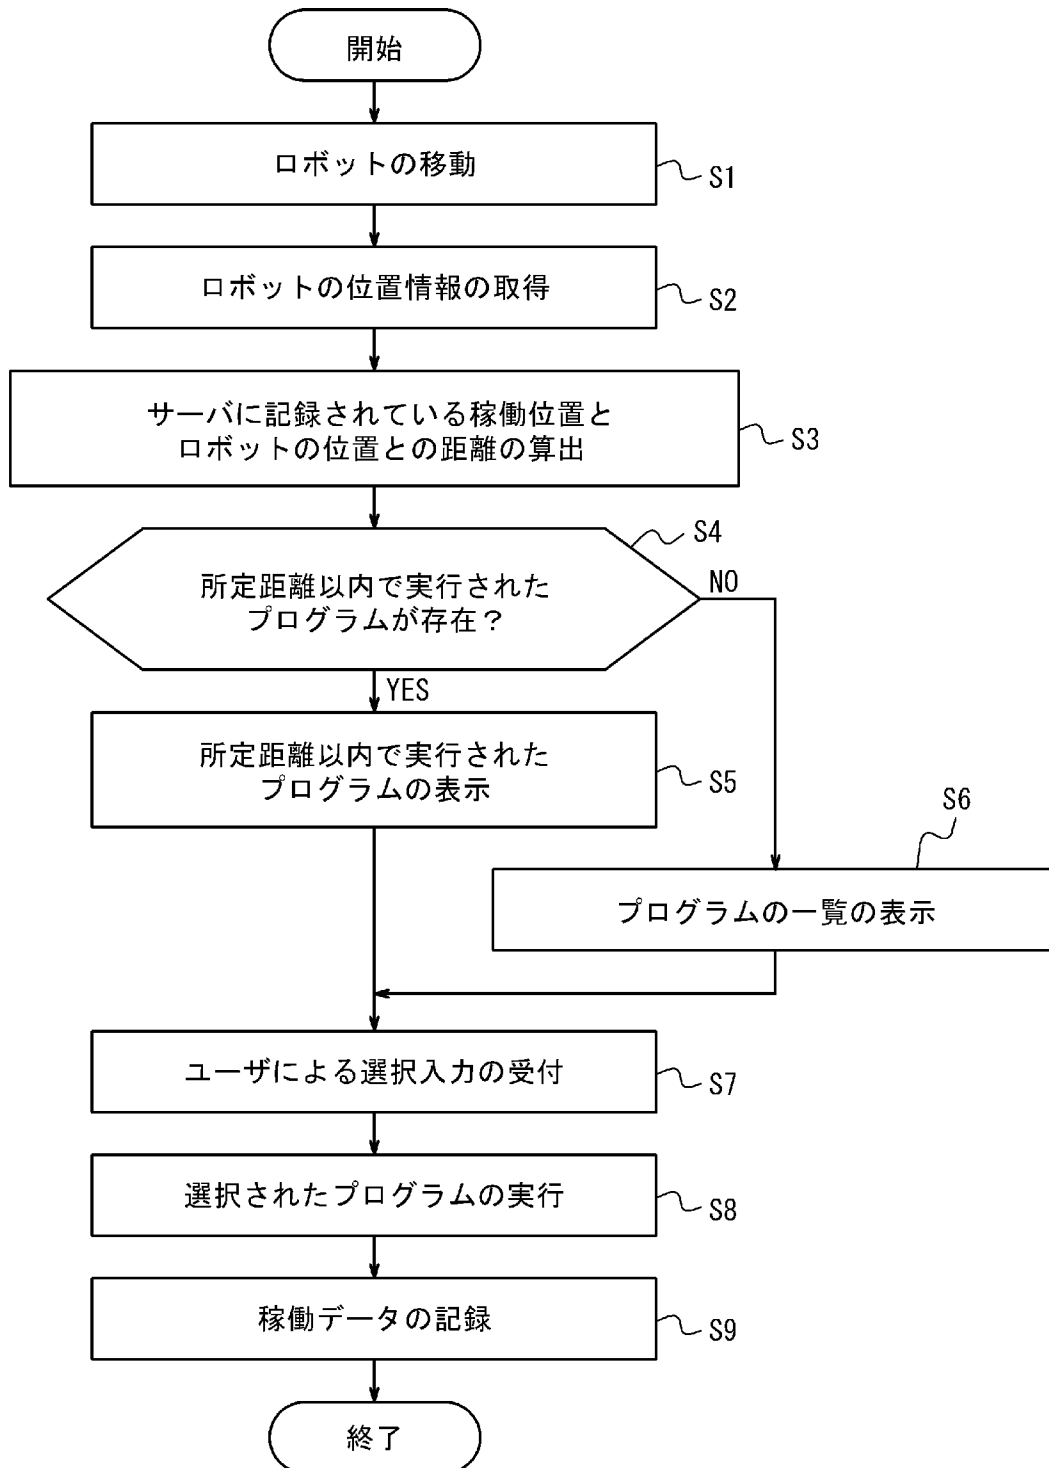 開始
ロボットの移動
S1
ロボットの位置情報の取得
S2
サーバに記録されている稼働位置と
ロボットの位置との距離の算出
S3
S4
所定距離以内で実行された
プログラムが存在?
NO
YES
所定距離以内で実行された
プログラムの表示
S5
S6
プログラムの一覧の表示
ユーザによる選択入力の受付
S7
選択されたプログラムの実行
S8
稼働データの記録
S9
終了